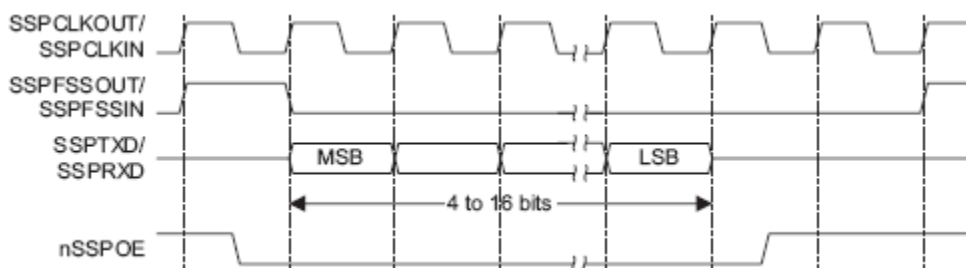 SSPCLKOUT/
SSPCLKIN
SSPFSSOUT/
SSPFSSIN
SSPTXD/
SSPRXD
MSB
LSB
4 to 16 bits
nSSPOE